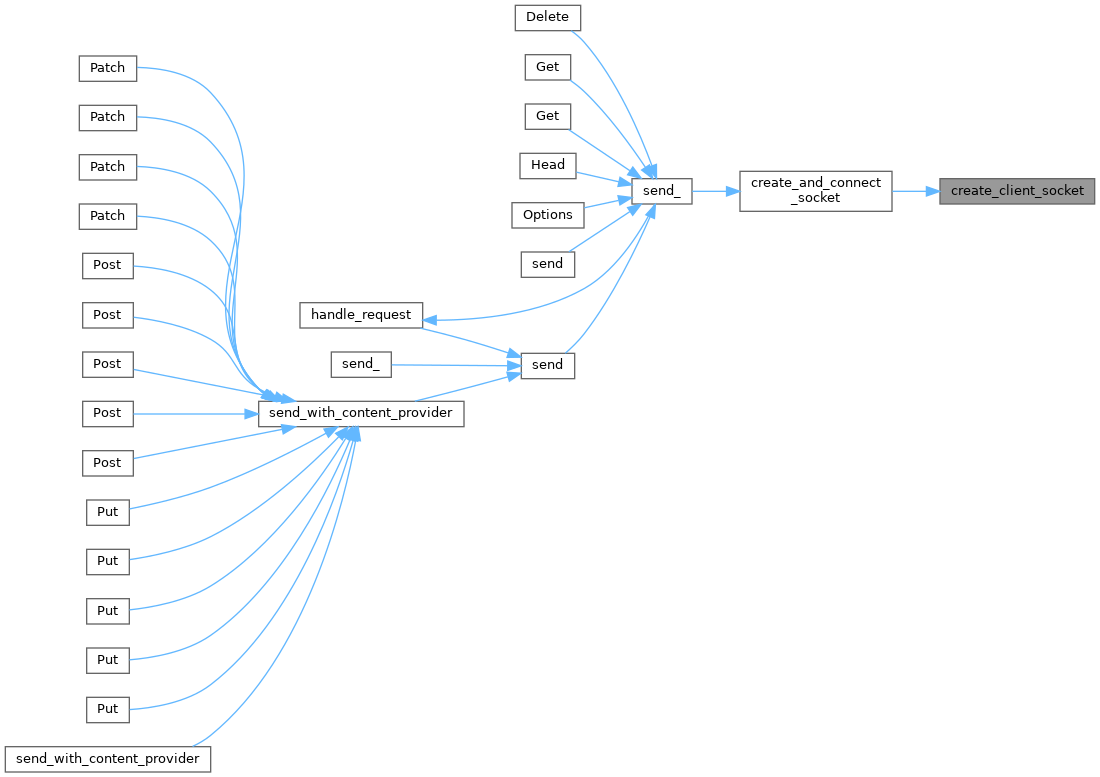 Delete
Patch
Get
Patch
Get
Patch
Head
create_and_connect
_socket
send_
create_client_socket
Patch
Options
Post
send
Post
handle_request
Post
send_
send
Post
send_with_content_provider
Post
Put
Put
Put
Put
Put
send_with_content_provider